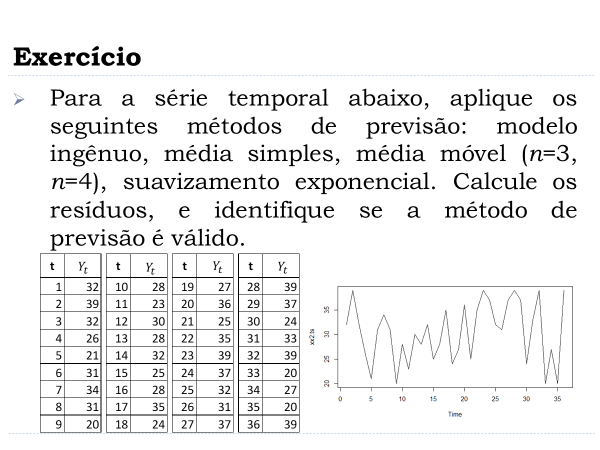 Exercício
Para a série temporal abaixo, aplique os
seguintes métodos de previsão: modelo
ingênuo, média simples, média móvel (n=3,
n=4), suavizamento exponencial. Calcule os
resíduos, e identifique se a método de
previsão é válido.
t Yt t Yt t Yt t Yt
1 32 10 28 19 27 28 39
2 39 11 23 20 36 29 37
3 32 12 30 21 25 30 24
4 26 13 28 22 35 31 33
5 21 14 32 23 39 32 39
6 31 15 25 24 37 33 20
7 34 16 28 25 32 34 27
8 31 17 35 26 31 35 20
9 20 18 24 27 37 36 39
35
30
25
20
xx2.ts
0 5 10 15 20 25 30 35
Time